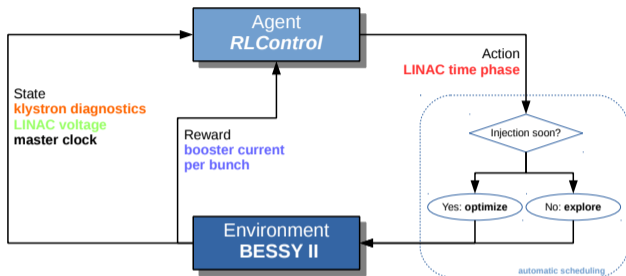 Agent
RLControl
Action
LINAC time phase
State
klystron diagnostics
LINAC voltage
master clock
Reward
booster current
per bunch
Injection soon?
Yes: optimize
No: explore
Environment
BESSY II
automatic scheduling